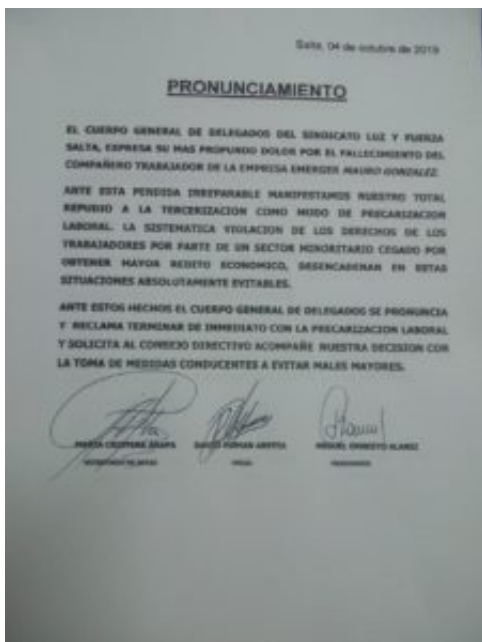 Salta, 04 de octubre de 2019
PRONUNCIAMIENTO
EL CUERPO GENERAL DE DELEGADOS DEL SINDICATO LUZ Y FUERZA
SALTA, EXPRESA SU MAS PROFUNDO DOLOR POR EL FALLECIMIENTO DEL
COMPAÑERO TRABAJADOR DE LA EMPRESA EMERGER MAURO GONZALEZ.
ANTE ESTA PERDIDA IRREPARABLE MANIFESTAMOS NUESTRO TOTAL
REPUDIO A LA TERCERIZACION COMO MODO DE PRECARIZACION
LABORAL. LA SISTEMATICA VIOLACION DE LOS DERECHOS DE LOS
TRABAJADORES POR PARTE DE UN SECTOR MINORITARIO CEGADO POR
OBTENER MAYOR REDITO ECONOMICO, DESENCADENAN EN ESTAS
SITUACIONES ABSOLUTAMENTE EVITABLES.
ANTE ESTOS HECHOS EL CUERPO GENERAL DE DELEGADOS SE PRONUNCIA
Y RECLAMA TERMINAR DE INMEDIATO CON LA PRECARIZACION LABORAL
Y SOLICITA AL CONSEJO DIRECTIVO ACOMPAÑE NUESTRA DECISION CON
LA TOMA DE MEDIDAS CONDUCENTES A EVITAR MALES MAYORES.
MARTA CRISTINA MIGUEL ERNESTO